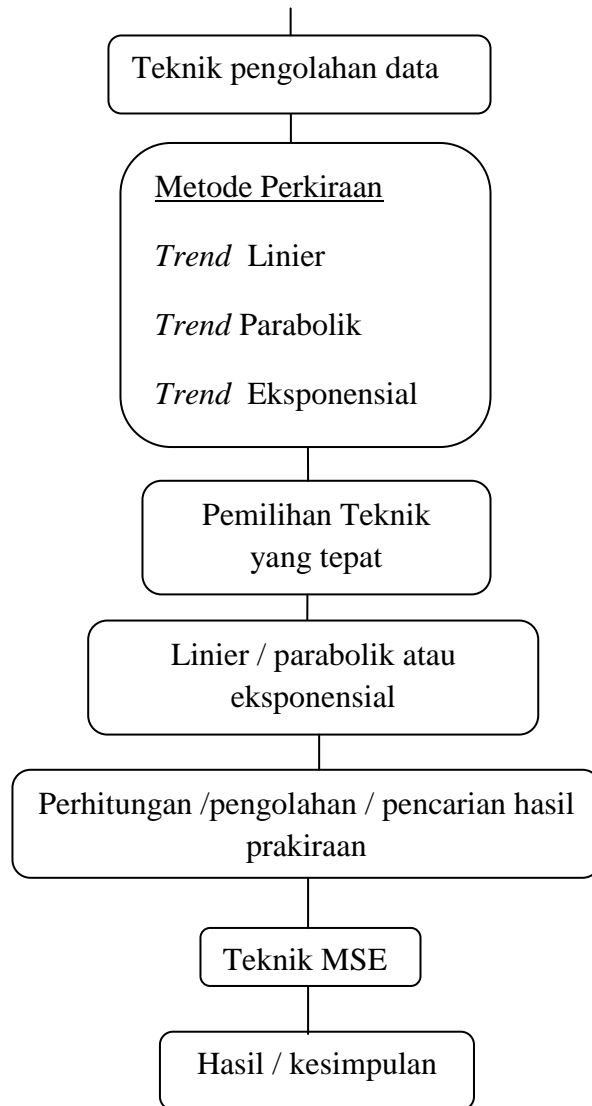 Teknik pengolahan data
Metode Perkiraan
Trend Linier
Trend Parabolik
Trend Eksponensial
Pemilihan Teknik
yang tepat
Linier / parabolik atau
eksponensial
Perhitungan /pengolahan / pencarian hasil
prakiraan
Teknik MSE
Hasil / kesimpulan